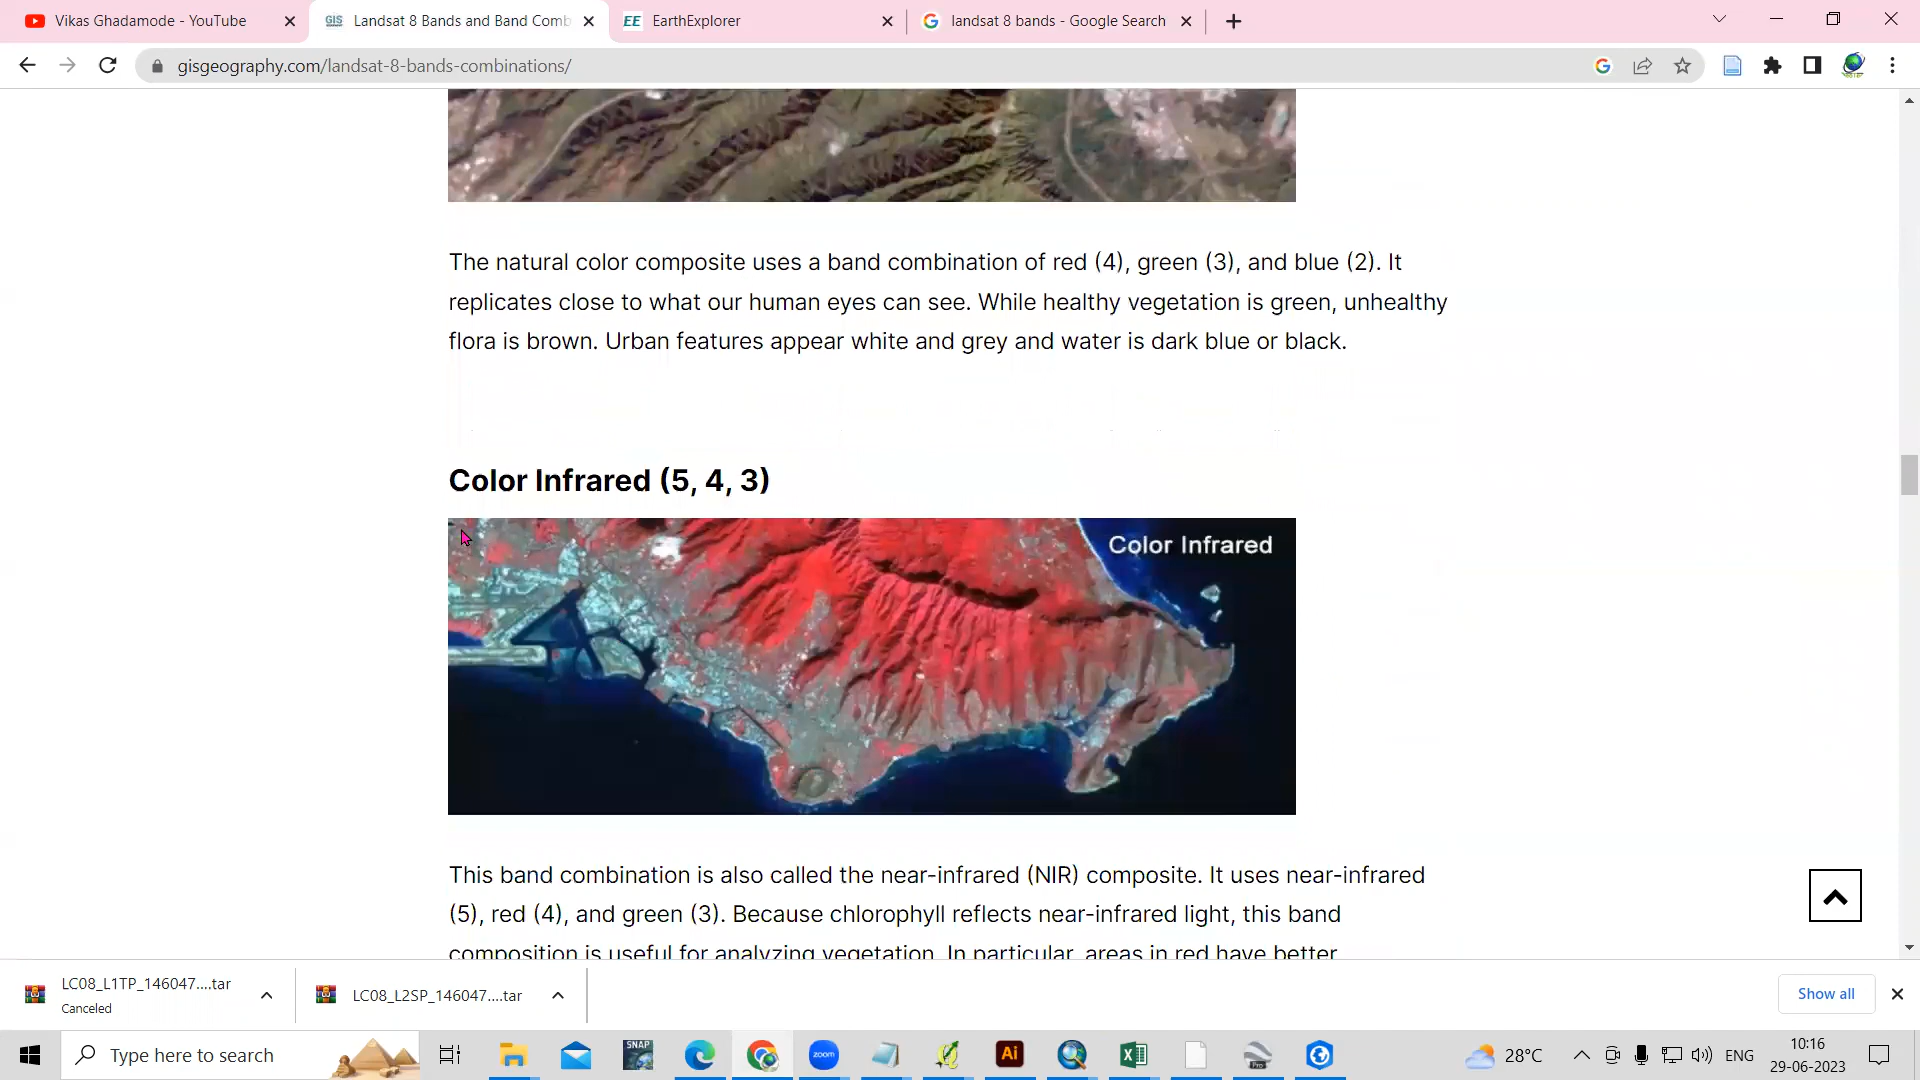 Vikas Ghadamode - YouTube
GIS
Landsat 8 Bands and Band Comb
EE
EarthExplorer
landsat 8 bands - Google Search
gisgeography.com/landsat-8-bands-combinations/
The natural color composite uses a band combination of red (4), green (3), and blue (2). It
replicates close to what our human eyes can see. While healthy vegetation is green, unhealthy
flora is brown. Urban features appear white and grey and water is dark blue or black.
Color Infrared (5, 4, 3)
Color Infrared
This band combination is also called the near-infrared (NIR) composite. It uses near-infrared
(5), red (4), and green (3). Because chlorophyll reflects near-infrared light, this band
composition is useful for analyzing vegetation. In particular, areas in red have better
LC08_L1TP_146047....tar
Canceled
LC08_L2SP_146047....tar
Show all
Type here to search
SNAP
zoom
Ai
Pro
28°C
ENG
10:16
29-06-2023